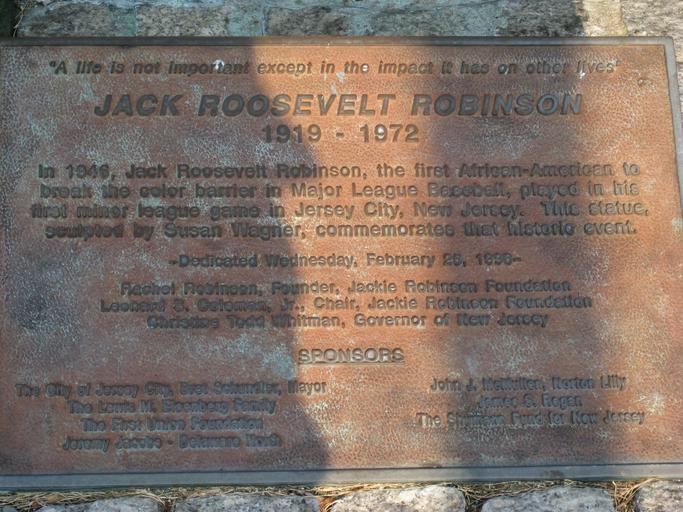 "A life is not important except in the impact it has on other lives"
JACK ROOSEVELT ROBINSON
1919 - 1972
In 1946, Jack Roosevelt Robinson, the first African-American to
break the color barrier in Major League Baseball, played in his
first minor league game in Jersey City, New Jersey. This statue,
sculpted by Susan Wagner, commemorates that historic event.
-Dedicated Wednesday, February 25, 1998-
Rachel Robinson, Founder, Jackie Robinson Foundation
Leonard S. Coleman, Jr., Chair, Jackie Robinson Foundation
Christine Todd Whitman, Governor of New Jersey
SPONSORS
The City of Jersey City, Bret Schundler, Mayor
The Lewis M. Eisenberg Family
The First Union Foundation
Jeremy Jacobs - Delaware North
John J. McMullen, Norton Lilly
James S. Regan
The Fund for New Jersey